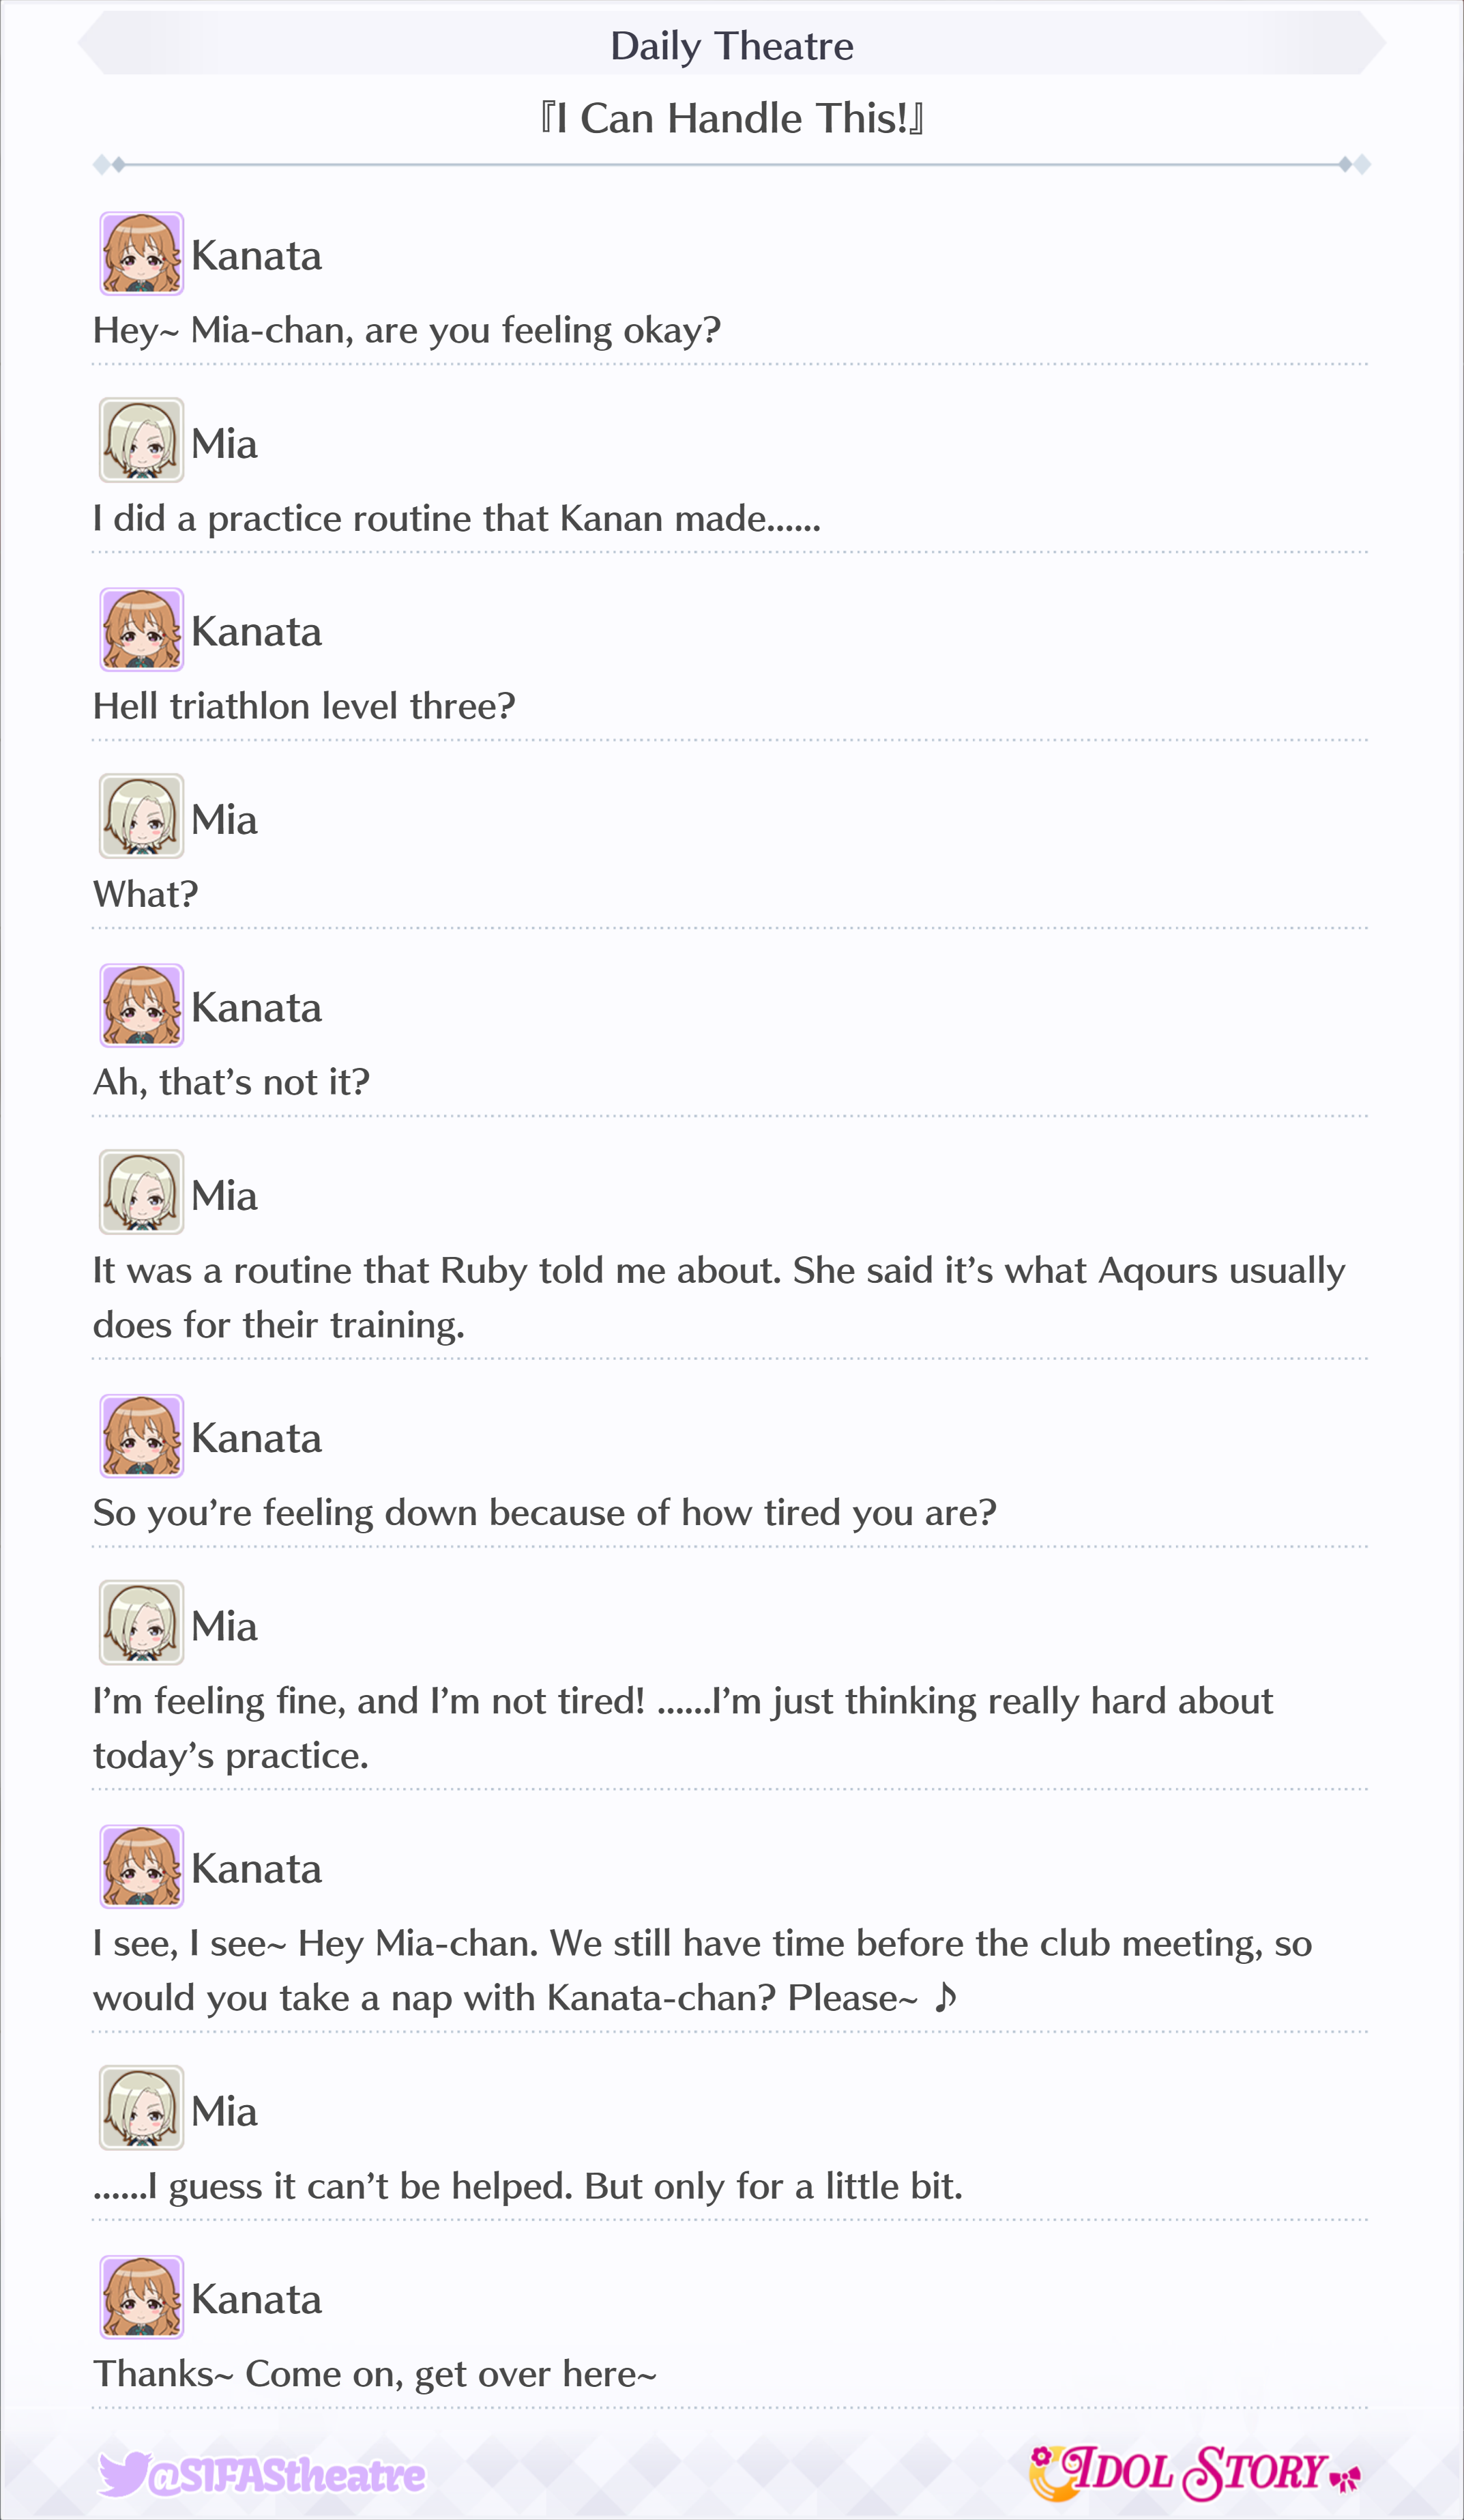 Daily Theatre
『I Can Handle This!』
Kanata
Hey~ Mia-chan, are you feeling okay?
Mia
I did a practice routine that Kanan made......
Kanata
Hell triathlon level three?
Mia
What?
Kanata
Ah, that’s not it?
Mia
It was a routine that Ruby told me about. She said it’s what Aqours usually
does for their training.
Kanata
So you’re feeling down because of how tired you are?
Mia
I’m feeling fine, and I’m not tired! ......I’m just thinking really hard about
today’s practice.
Kanata
I see, I see~ Hey Mia-chan. We still have time before the club meeting, so
would you take a nap with Kanata-chan? Please~ ♪
Mia
......I guess it can’t be helped. But only for a little bit.
Kanata
Thanks~ Come on, get over here~
@SIFAStheatre
IDOL STORY